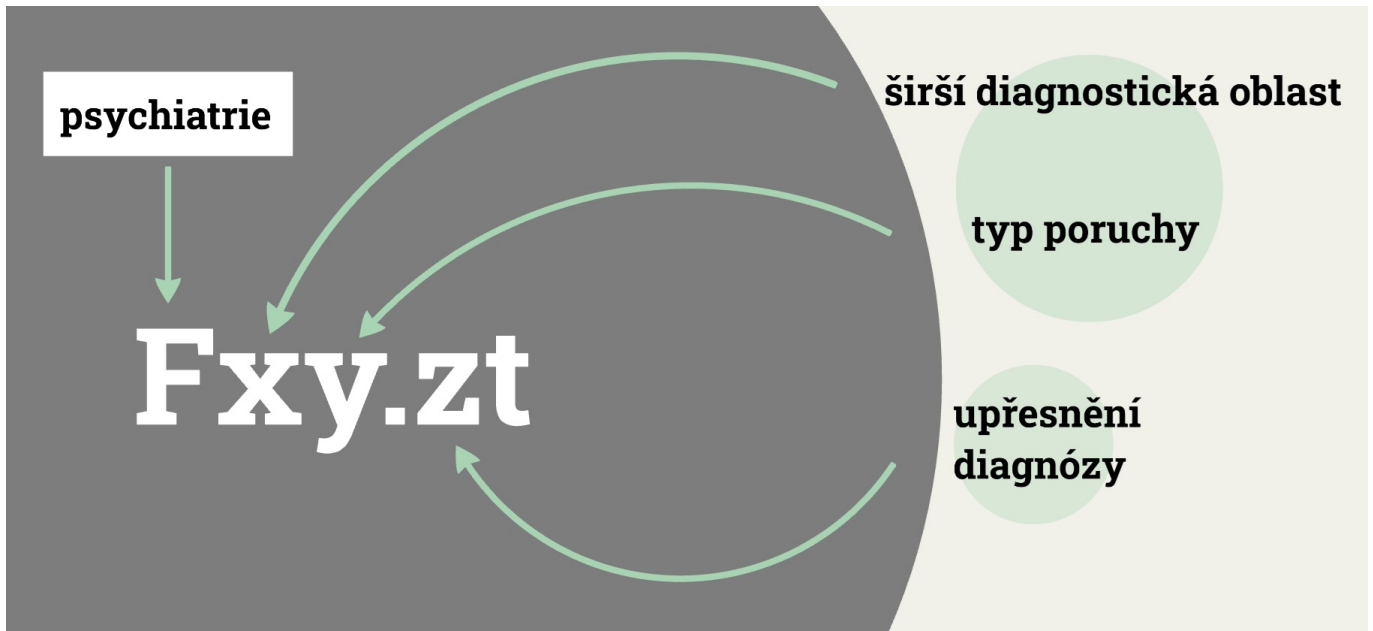 psychiatrie
širší diagnostická oblast
typ poruchy
Fxy.zt
upřesnění
diagnózy